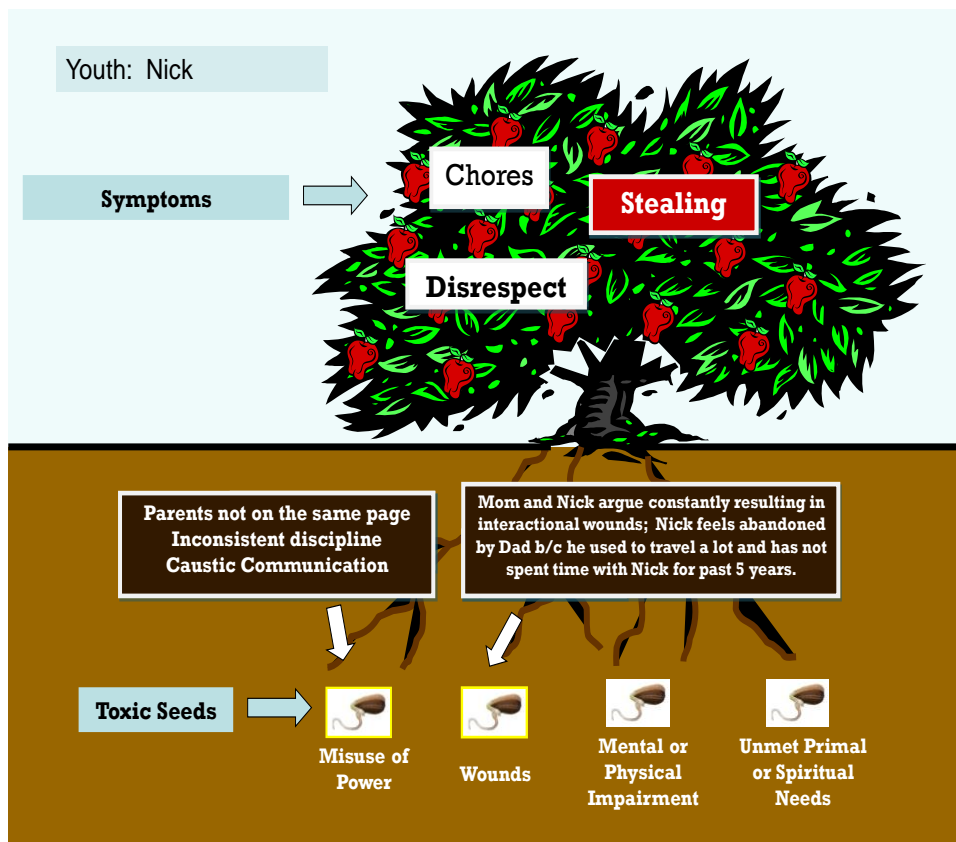 Youth: Nick
Symptoms
Chores
Stealing
Disrespect
Parents not on the same page
Inconsistent discipline
Caustic Communication
Mom and Nick argue constantly resulting in
interactional wounds; Nick feels abandoned
by Dad b/c he used to travel a lot and has not
spent time with Nick for past 5 years.
Toxic Seeds
Misuse of
Power
Wounds
Mental or
Physical
Impairment
Unmet Primal
or Spiritual
Needs